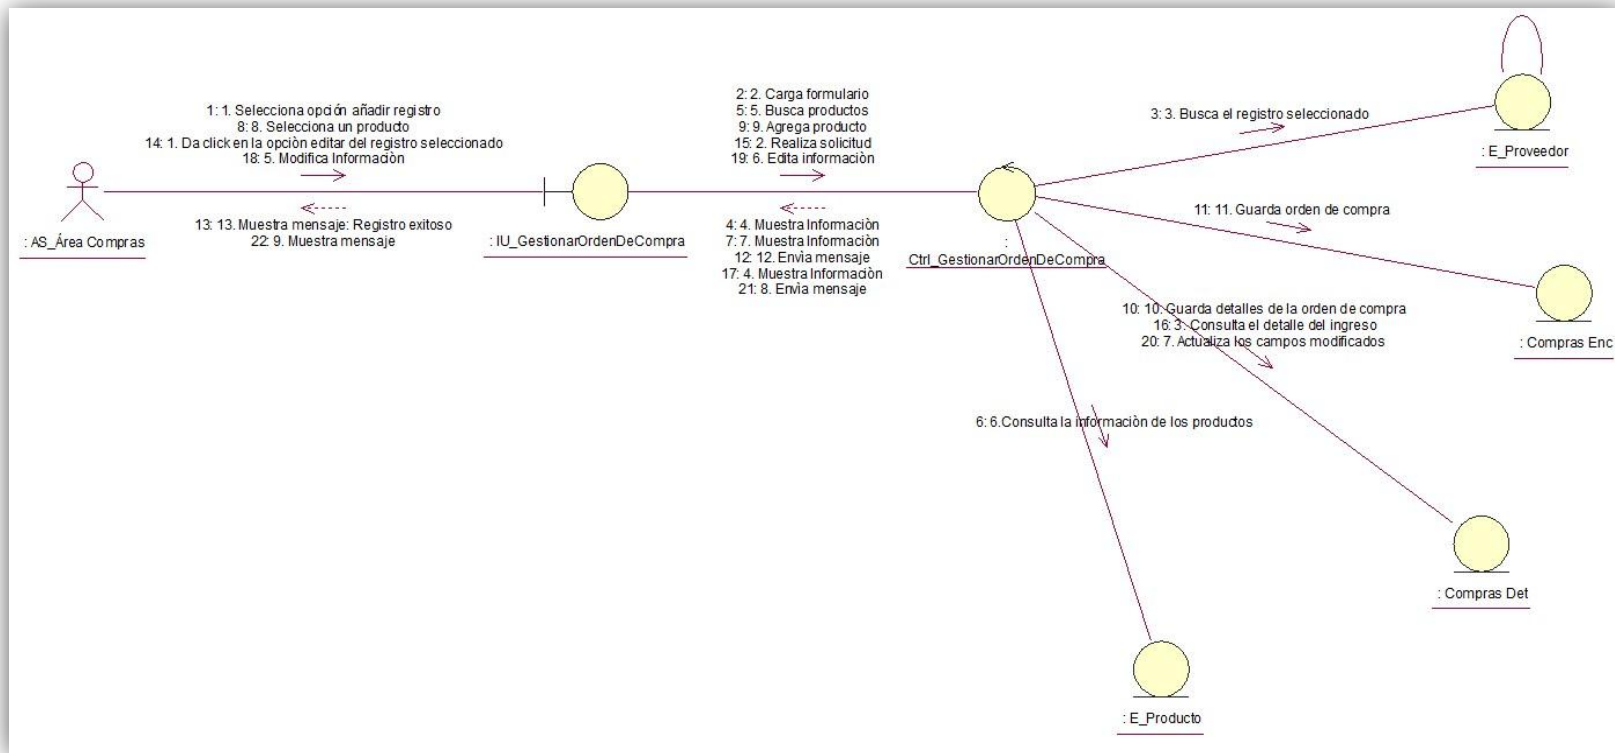 1: 1. Selecciona opción añadir registro
8: 8. Selecciona un producto
14: 1. Da click en la opciòn editar del registro seleccionado
18: 5. Modifica Informaciòn
13: 13. Muestra mensaje: Registro exitoso
22: 9. Muestra mensaje
: AS_Área Compras
: IU_GestionarOrdenDeCompra
2: 2. Carga formulario
5: 5. Busca productos
9: 9. Agrega producto
15: 2. Realiza solicitud
19: 6. Edita informaciòn
4: 4. Muestra Informaciòn
7: 7. Muestra Informaciòn
12: 12. Envìa mensaje
17: 4. Muestra Informaciòn
21: 8. Envìa mensaje
:
Ctrl_GestionarOrdenDeCompra
3: 3. Busca el registro seleccionado
: E_Proveedor
11: 11. Guarda orden de compra
: Compras Enc
10: 10. Guarda detalles de la orden de compra
16: 3. Consulta el detalle del ingreso
20: 7. Actualiza los campos modificados
: Compras Det
6: 6.Consulta la informaciòn de los productos
: E_Producto